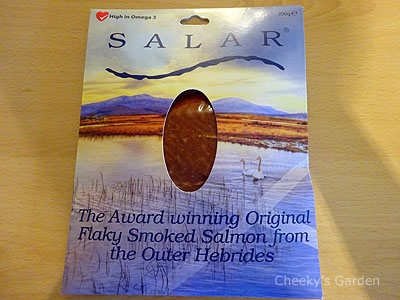 High in Omega 3
200g e
SALAR®
The Award winning Original
Flaky Smoked Salmon from
the Outer Hebrides
Cheeky's Garden